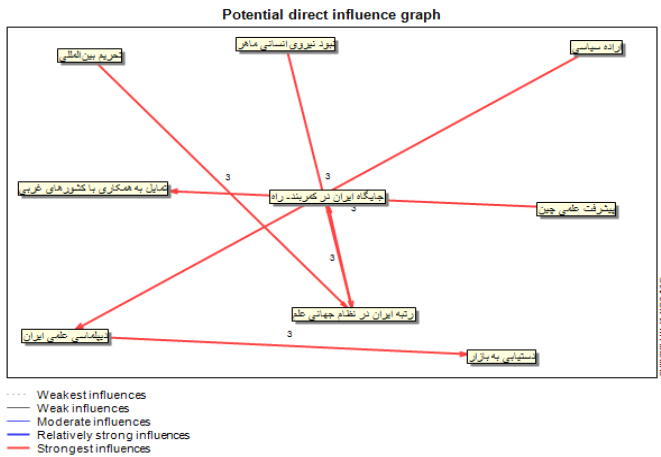 Potential direct influence graph
تحریم بین‌المللی
نبود نیروی انسانی ماهر
اراده سیاسی
3
3
تمایل به همکاری با کشورهای غربی
جایگاه ایران در کمربند- راه
3
پیشرفت علمی چین
3
رتبه ایران در نظام جهانی علم
دیپلماسی علمی ایران
3
دستیابی به بازار
Weakest influences
Weak influences
Moderate influences
Relatively strong influences
Strongest influences